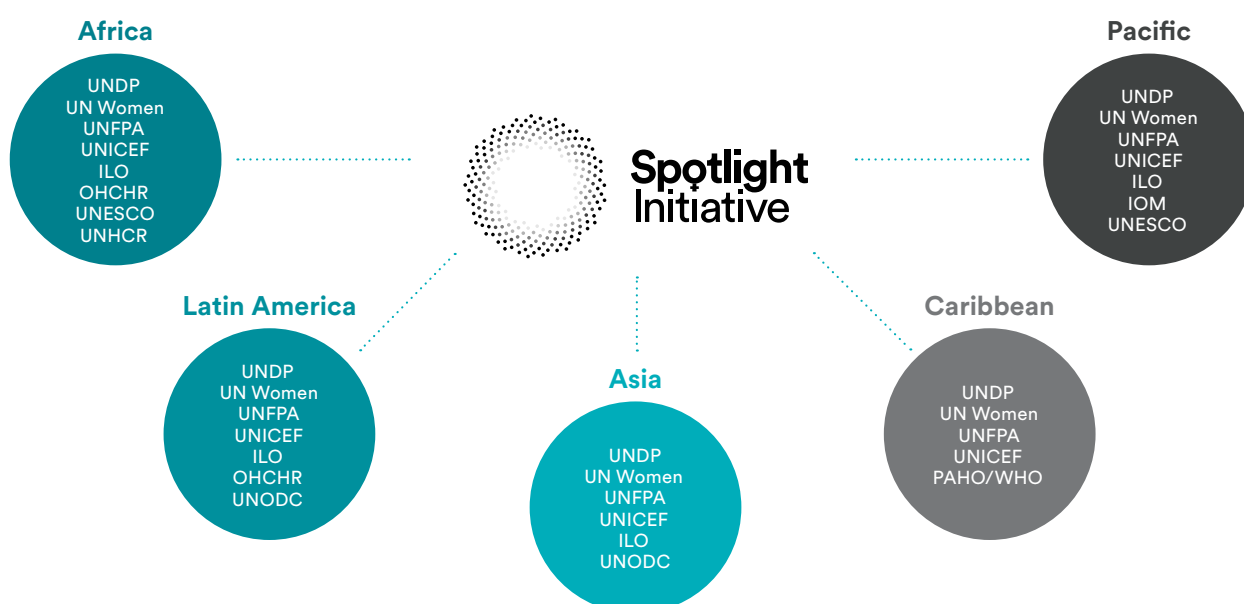 Africa
UNDP
UN Women
UNFPA
UNICEF
ILO
OHCHR
UNESCO
UNHCR
Spotlight
Initiative
Pacific
UNDP
UN Women
UNFPA
UNICEF
ILO
IOM
UNESCO
Latin America
UNDP
UN Women
UNFPA
UNICEF
ILO
OHCHR
UNODC
Asia
UNDP
UN Women
UNFPA
UNICEF
ILO
UNODC
Caribbean
UNDP
UN Women
UNFPA
UNICEF
PAHO/WHO